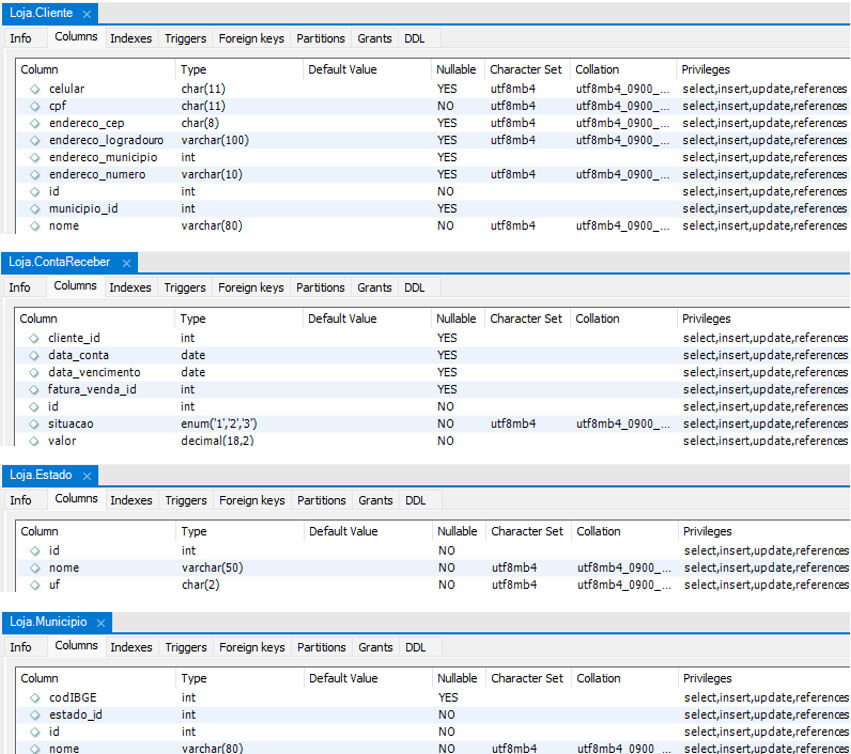 Loja.Cliente ×
Info Columns Indexes Triggers Foreign keys Partitions Grants DDL
Column Type Default Value Nullable Character Set Collation Privileges
celular char(11) YES utf8mb4 utf8mb4_0900_... select,insert,update,references
cpf char(11) NO utf8mb4 utf8mb4_0900_... select,insert,update,references
endereco_cep char(8) YES utf8mb4 utf8mb4_0900_... select,insert,update,references
endereco_logradouro varchar(100) YES utf8mb4 utf8mb4_0900_... select,insert,update,references
endereco_municipio int YES select,insert,update,references
endereco_numero varchar(10) YES utf8mb4 utf8mb4_0900_... select,insert,update,references
id int NO select,insert,update,references
municipio_id int YES select,insert,update,references
nome varchar(80) NO utf8mb4 utf8mb4_0900_... select,insert,update,references
Loja.ContaReceber ×
Info Columns Indexes Triggers Foreign keys Partitions Grants DDL
Column Type Default Value Nullable Character Set Collation Privileges
cliente_id int YES select,insert,update,references
data_conta date YES select,insert,update,references
data_vencimento date YES select,insert,update,references
fatura_venda_id int YES select,insert,update,references
id int NO select,insert,update,references
situacao enum('1','2','3') NO utf8mb4 utf8mb4_0900_... select,insert,update,references
valor decimal(18,2) NO select,insert,update,references
Loja.Estado ×
Info Columns Indexes Triggers Foreign keys Partitions Grants DDL
Column Type Default Value Nullable Character Set Collation Privileges
id int NO select,insert,update,references
nome varchar(50) NO utf8mb4 utf8mb4_0900_... select,insert,update,references
uf char(2) NO utf8mb4 utf8mb4_0900_... select,insert,update,references
Loja.Municipio ×
Info Columns Indexes Triggers Foreign keys Partitions Grants DDL
Column Type Default Value Nullable Character Set Collation Privileges
codIBGE int YES select,insert,update,references
estado_id int NO select,insert,update,references
id int NO select,insert,update,references
nome varchar(80) NO utf8mb4 utf8mb4_0900_... select,insert,update,references